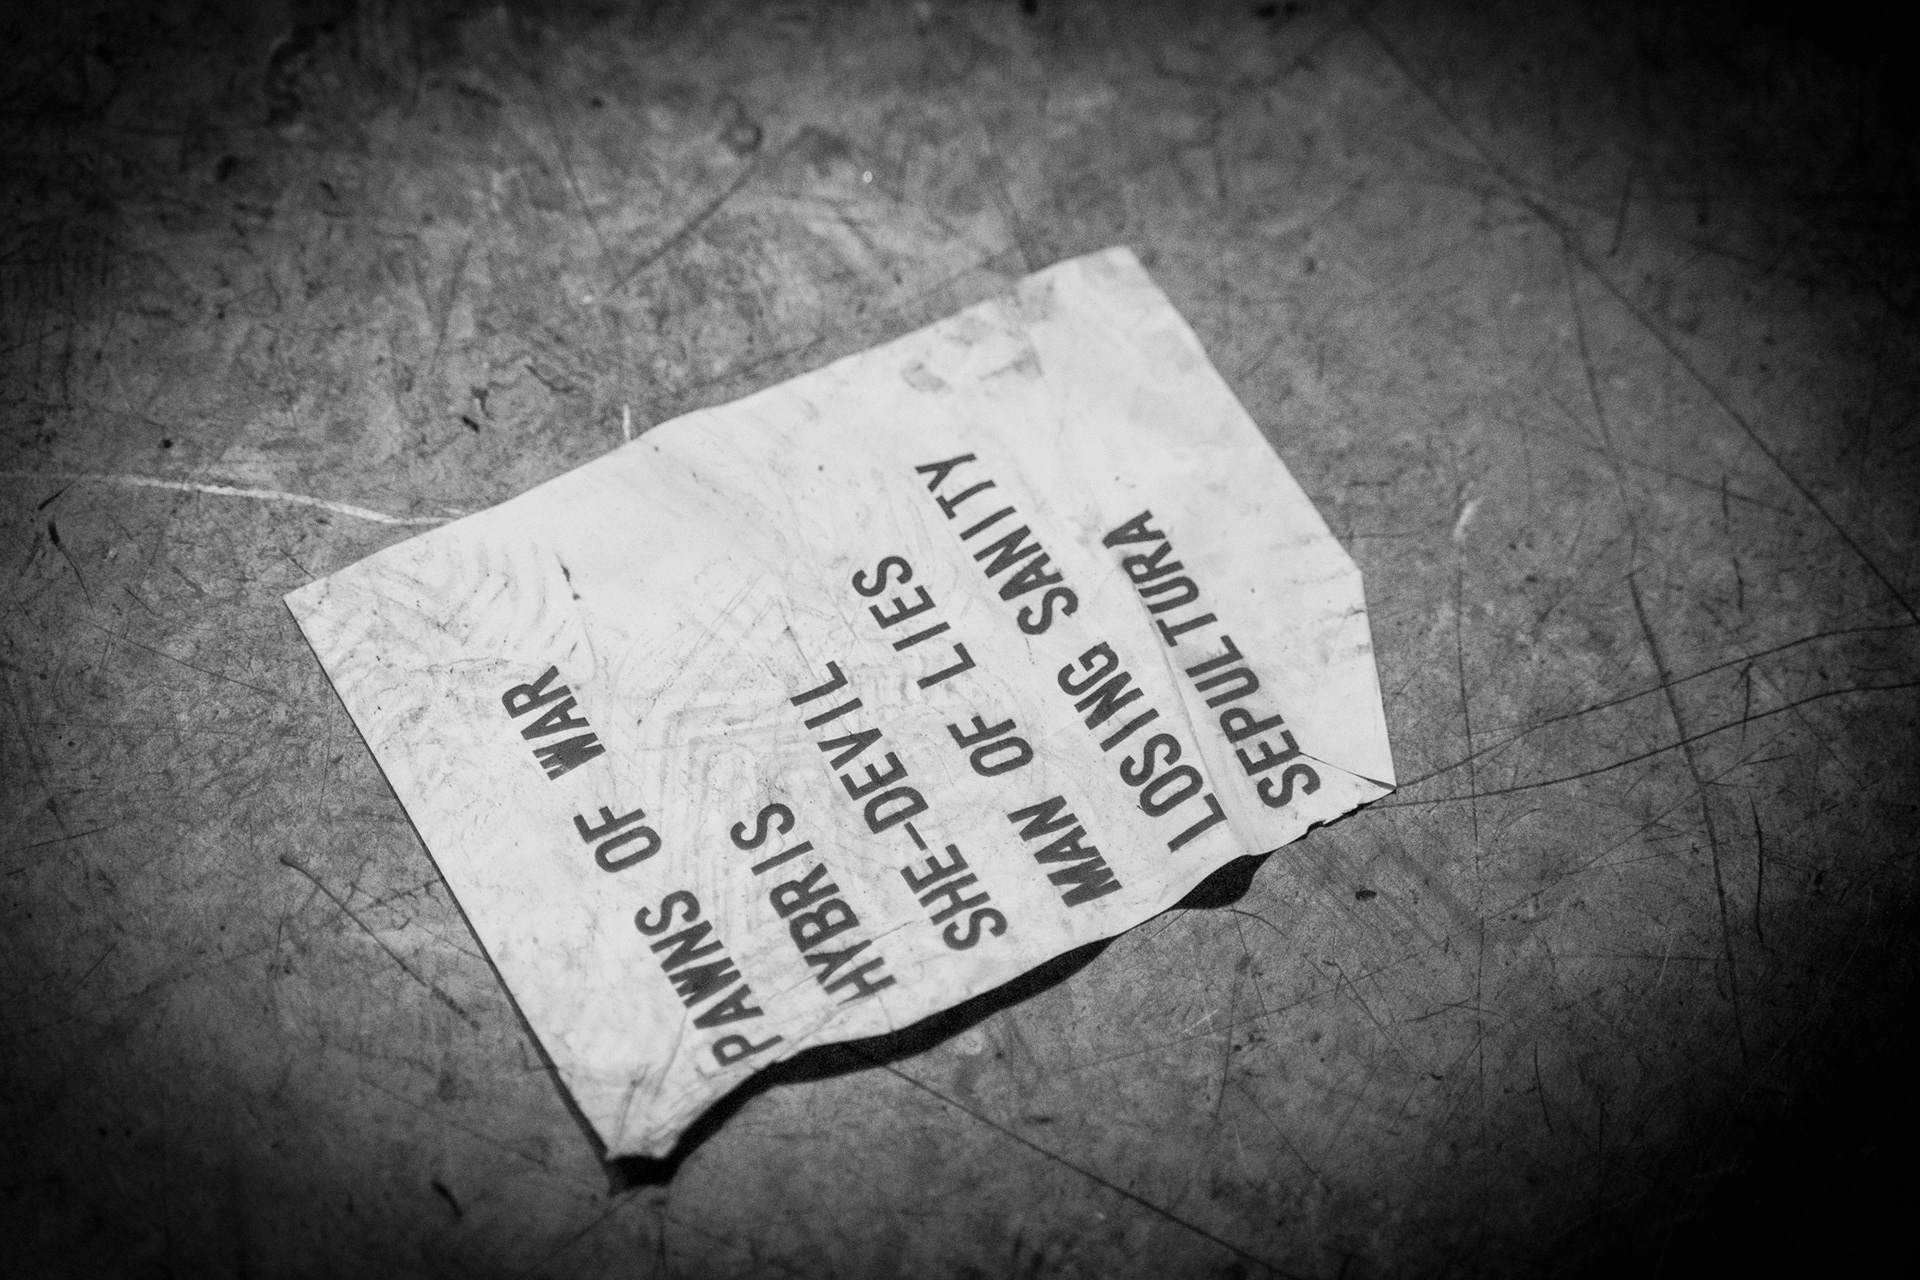 PAWNS OF WAR
HYBRIS
SHE-DEVIL
MAN OF LIES
LOSING SANITY
SEPULTURA